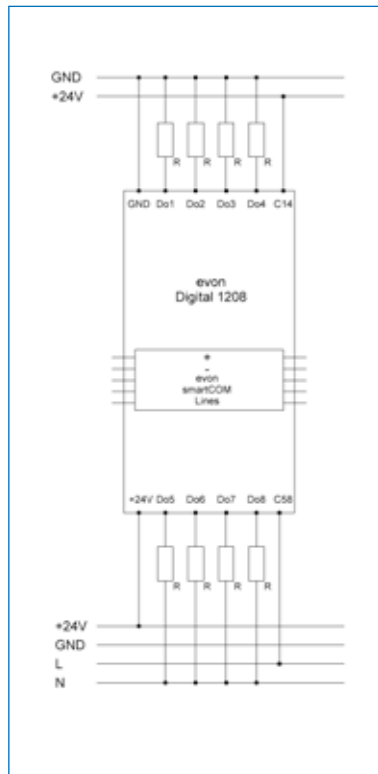 GND
+24V
R R R R
GND Do1 Do2 Do3 Do4 C14
evon
Digital 1208
+
-
evon
smartCOM
Lines
+24V Do5 Do6 Do7 Do8 C58
R R R R
+24V
GND
L
N